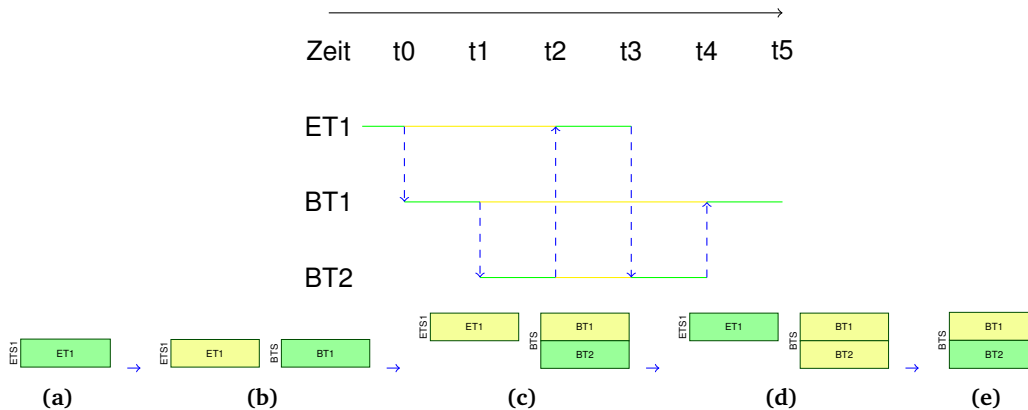 Zeit t0 t1 t2 t3 t4 t5
ET1
BT1
BT2
ETS1 ET1
ETS1 ET1 BTS BT1
ETS1 ET1 BTS BT1
BT2
ETS1 ET1 BTS BT1
BT2
BTS BT1
BT2
(a) (b) (c) (d) (e)